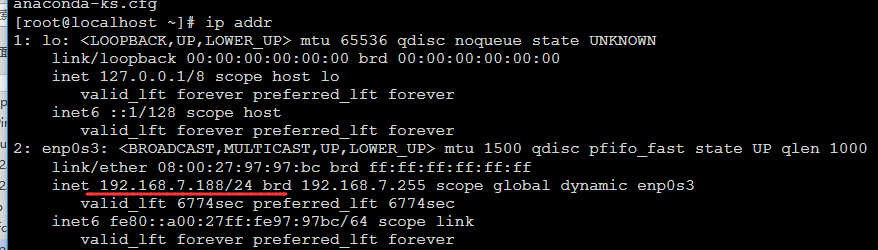 anaconda-ks.cfg
[root@localhost ~]# ip addr
1: lo: <LOOPBACK,UP,LOWER_UP> mtu 65536 qdisc noqueue state UNKNOWN
link/loopback 00:00:00:00:00:00 brd 00:00:00:00:00:00
inet 127.0.0.1/8 scope host lo
valid_lft forever preferred_lft forever
inet6 ::1/128 scope host
valid_lft forever preferred_lft forever
2: enp0s3: <BROADCAST,MULTICAST,UP,LOWER_UP> mtu 1500 qdisc pfifo_fast state UP qlen 1000
link/ether 08:00:27:97:97:bc brd ff:ff:ff:ff:ff:ff
inet 192.168.7.188/24 brd 192.168.7.255 scope global dynamic enp0s3
valid_lft 6774sec preferred_lft 6774sec
inet6 fe80::a00:27ff:fe97:97bc/64 scope link
valid_lft forever preferred_lft forever